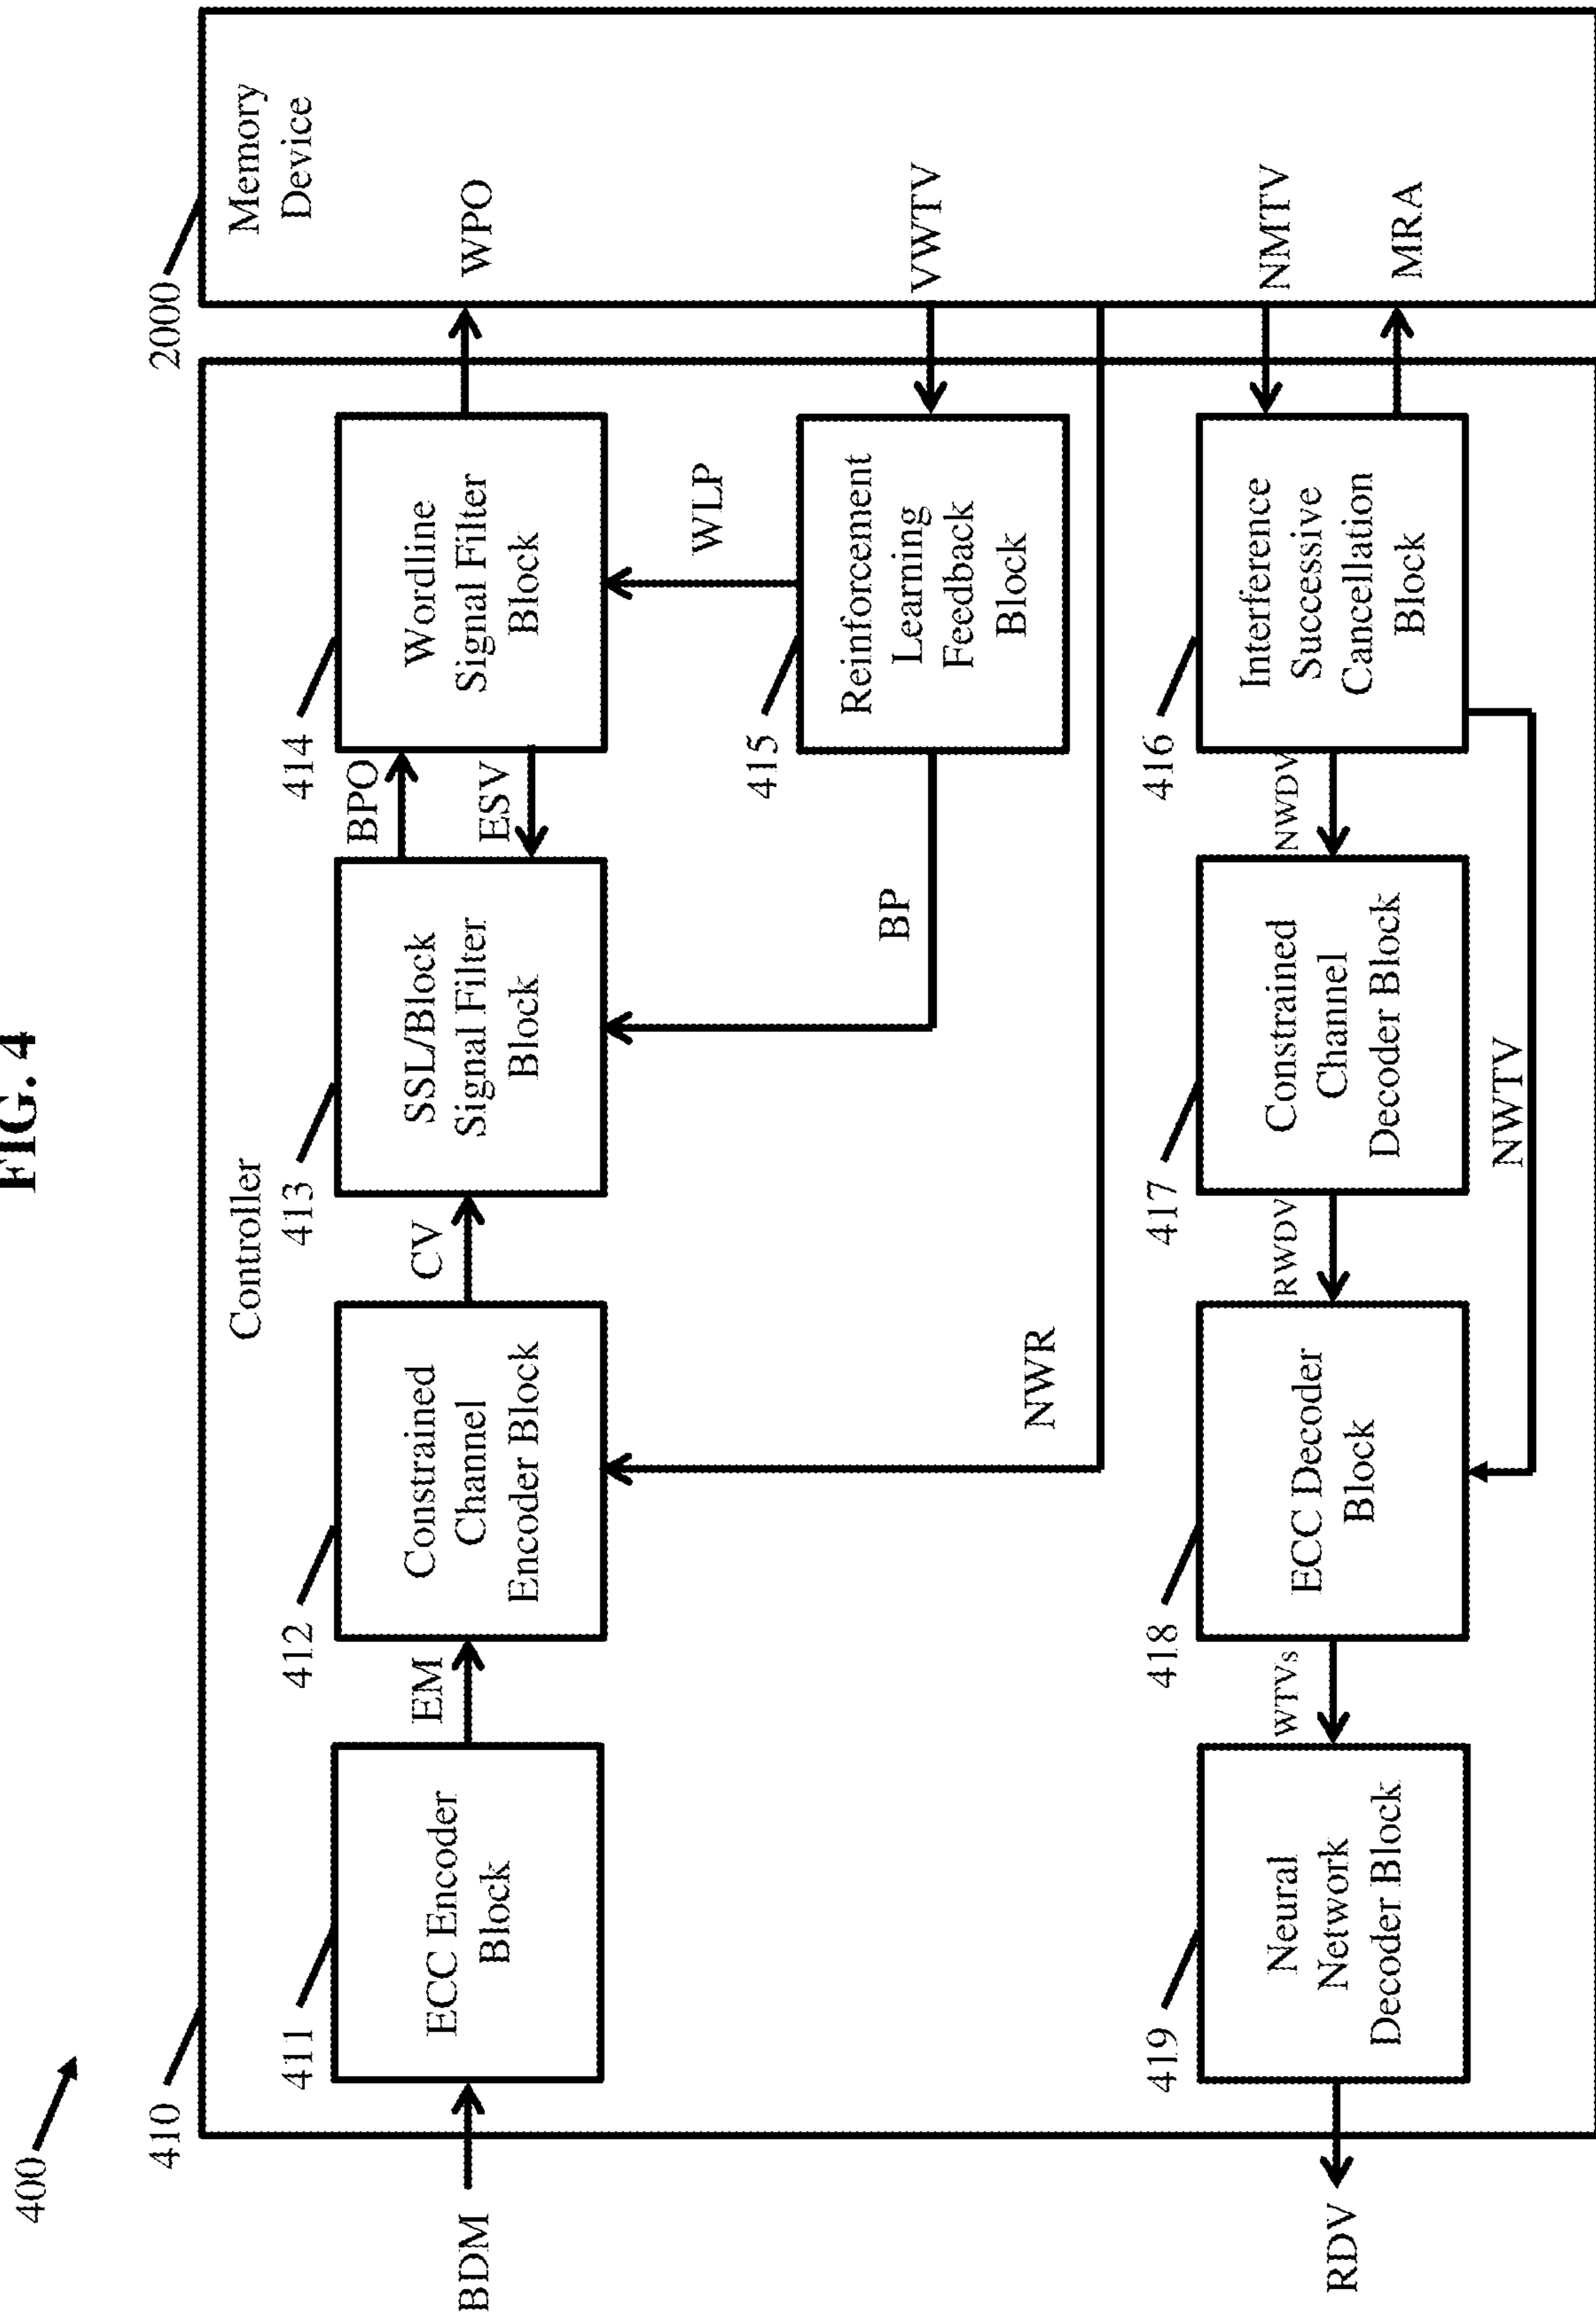 FIG. 4
400
410
Controller
2000
Memory
Device
BDM
411
ECC Encoder
Block
EM
412
Constrained
Channel
Encoder Block
CV
413
SSL/Block
Signal Filter
Block
BPO
ESV
414
Wordline
Signal Filter
Block
WPO
WLP
415
Reinforcement
Learning
Feedback
Block
VWTV
BP
NWR
RDV
419
Neural
Network
Decoder Block
WTVs
418
ECC Decoder
Block
RWDV
417
Constrained
Channel
Decoder Block
NWDV
416
Interference
Successive
Cancellation
Block
NMTV
MRA
NWTV